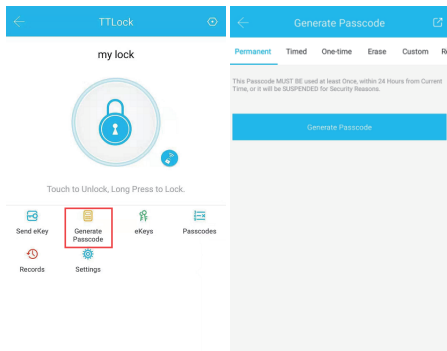 TTLock
my lock
Touch to Unlock, Long Press to Lock.
Send eKey
Generate
Passcode
eKeys
Passcodes
Records
Settings
Generate Passcode
Permanent Timed One-time Erase Custom R
This Passcode MUST BE used at least Once, within 24 Hours from Current
Time, or it will be SUSPENDED for Security Reasons.
Generate Passcode